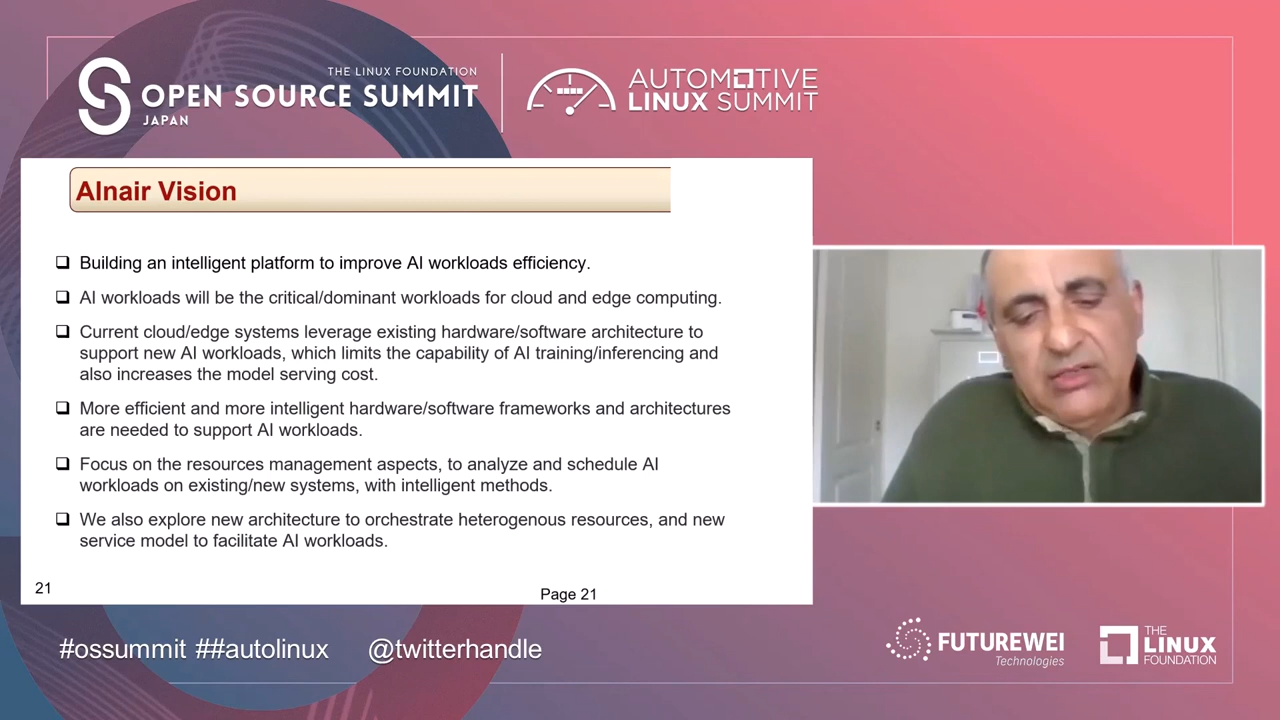 THE LINUX FOUNDATION
OPEN SOURCE SUMMIT
JAPAN
AUTOMOTIVE
LINUX SUMMIT
Alnair Vision
Building an intelligent platform to improve AI workloads efficiency.
AI workloads will be the critical/dominant workloads for cloud and edge computing.
Current cloud/edge systems leverage existing hardware/software architecture to
support new AI workloads, which limits the capability of AI training/inferencing and
also increases the model serving cost.
More efficient and more intelligent hardware/software frameworks and architectures
are needed to support AI workloads.
Focus on the resources management aspects, to analyze and schedule AI
workloads on existing/new systems, with intelligent methods.
We also explore new architecture to orchestrate heterogenous resources, and new
service model to facilitate AI workloads.
21
Page 21
#ossummit ##autolinux @twitterhandle
FUTUREWEI
Technologies
THE
LINUX
FOUNDATION